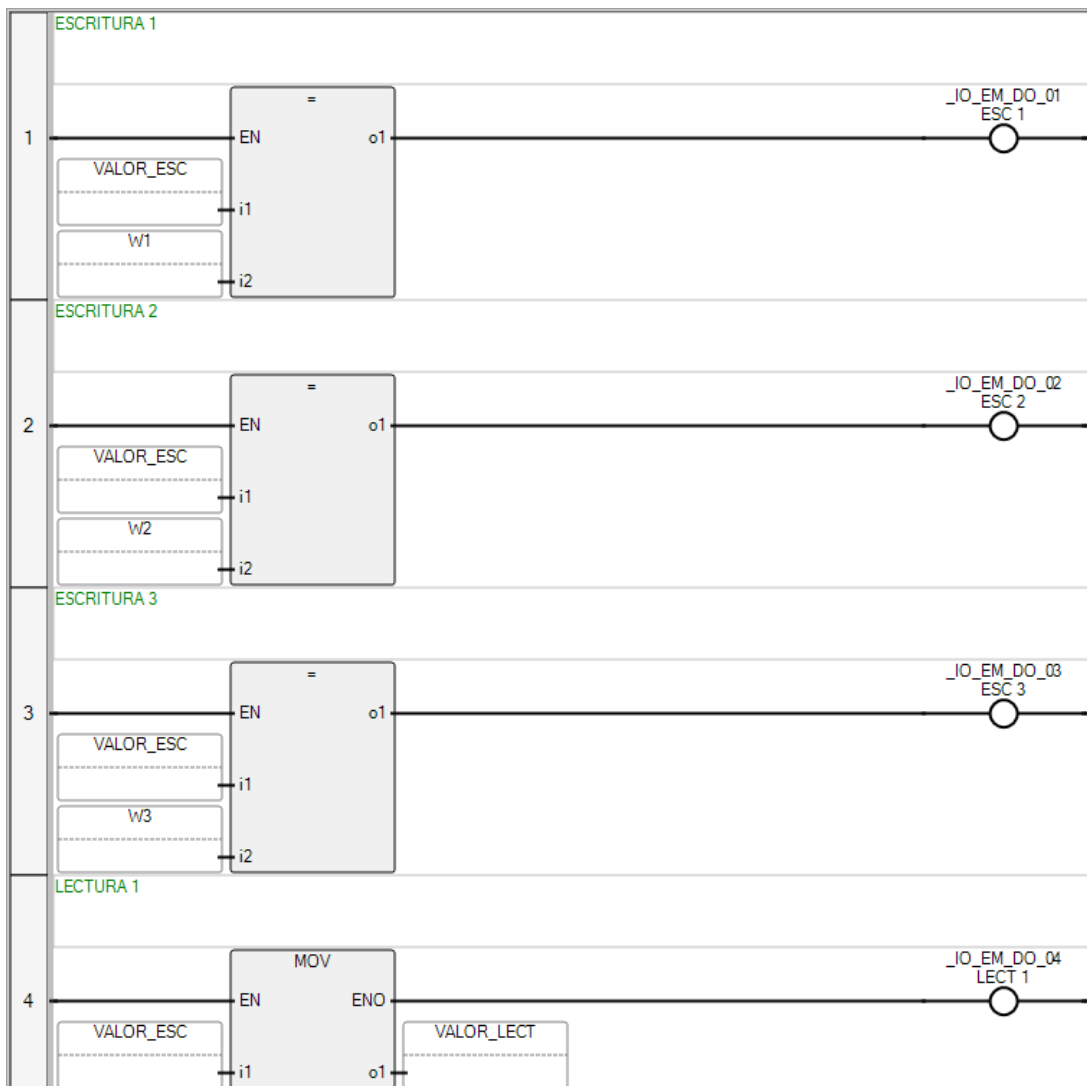 ESCRITURA 1
=
_IO_EM_DO_01
ESC 1
1
EN
o1
VALOR_ESC
i1
W1
i2
ESCRITURA 2
=
_IO_EM_DO_02
ESC 2
2
EN
o1
VALOR_ESC
i1
W2
i2
ESCRITURA 3
=
_IO_EM_DO_03
ESC 3
3
EN
o1
VALOR_ESC
i1
W3
i2
LECTURA 1
MOV
_IO_EM_DO_04
LECT 1
4
EN
ENO
VALOR_ESC
VALOR_LECT
i1
o1